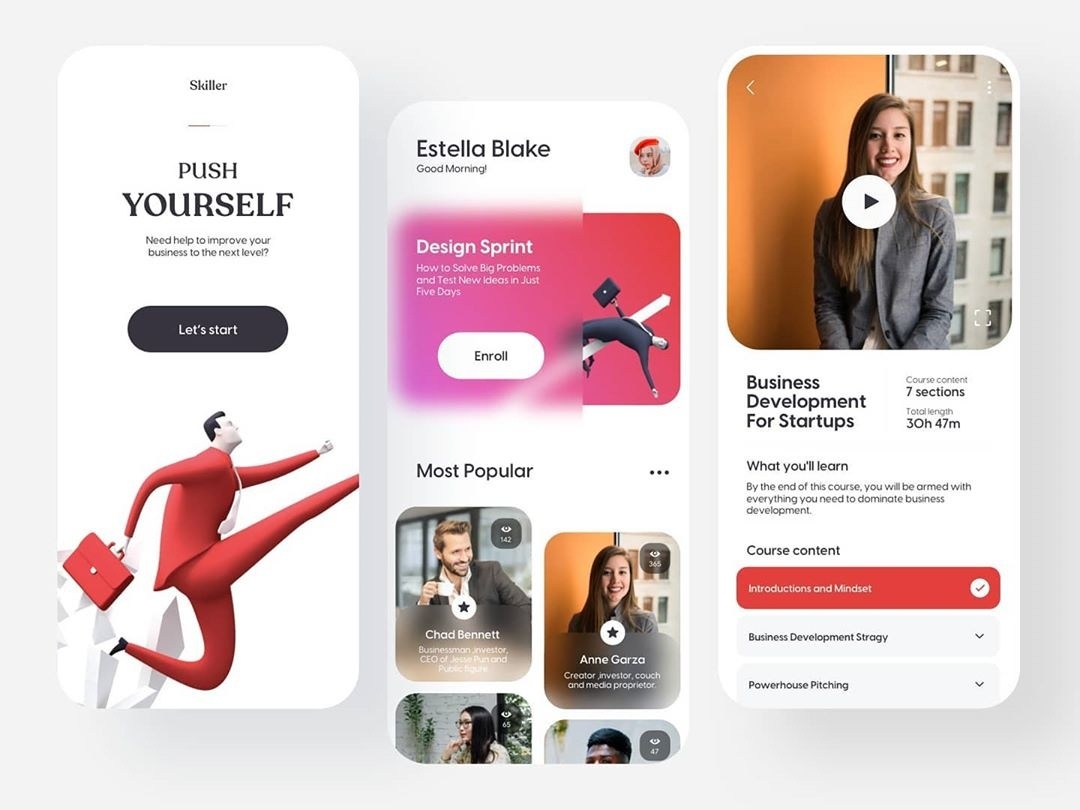 Skiller
PUSH
YOURSELF
Need help to improve your
business to the next level?
Let's start
Estella Blake
Good Morning!
Design Sprint
How to Solve Big Problems
and Test New Ideas in Just
Five Days
Enroll
Most Popular
142
Chad Bennett
Businessman ,investor,
CEO of Jesse Pun and
Public figure
365
Anne Garza
Creator ,investor, couch
and media proprietor.
65
47
Business
Development
For Startups
Course content
7 sections
Total length
30h 47m
What you'll learn
By the end of this course, you will be armed with
everything you need to dominate business
development.
Course content
Introductions and Mindset
Business Development Stragy
Powerhouse Pitching